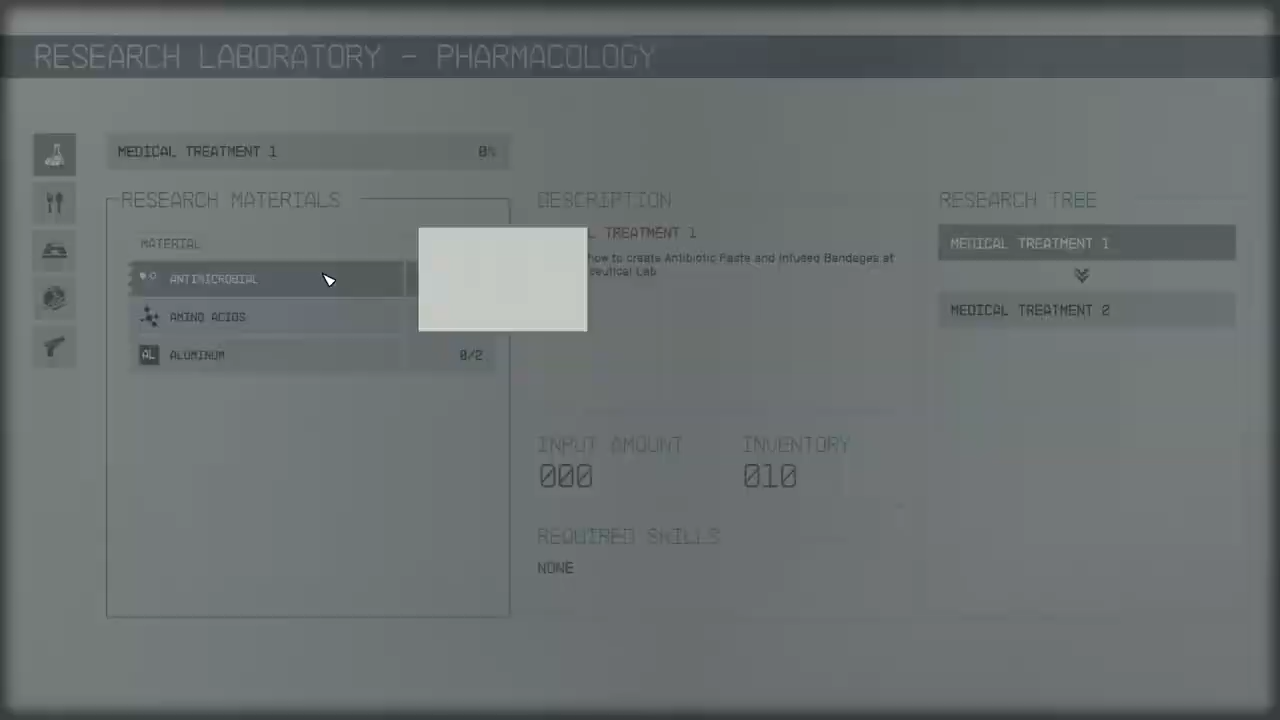 RESEARCH LABORATORY - PHARMACOLOGY
MEDICAL TREATMENT 1 0%
RESEARCH MATERIALS
MATERIAL
ANTIMICROBIAL
AMINO ACIDS
AL ALUMINUM 0/2
DESCRIPTION
TREATMENT 1
how to create Antibiotic Paste and Infused Bandages at
Lab
INPUT AMOUNT INVENTORY
000 010
REQUIRED SKILLS
NONE
RESEARCH TREE
MEDICAL TREATMENT 1
MEDICAL TREATMENT 2